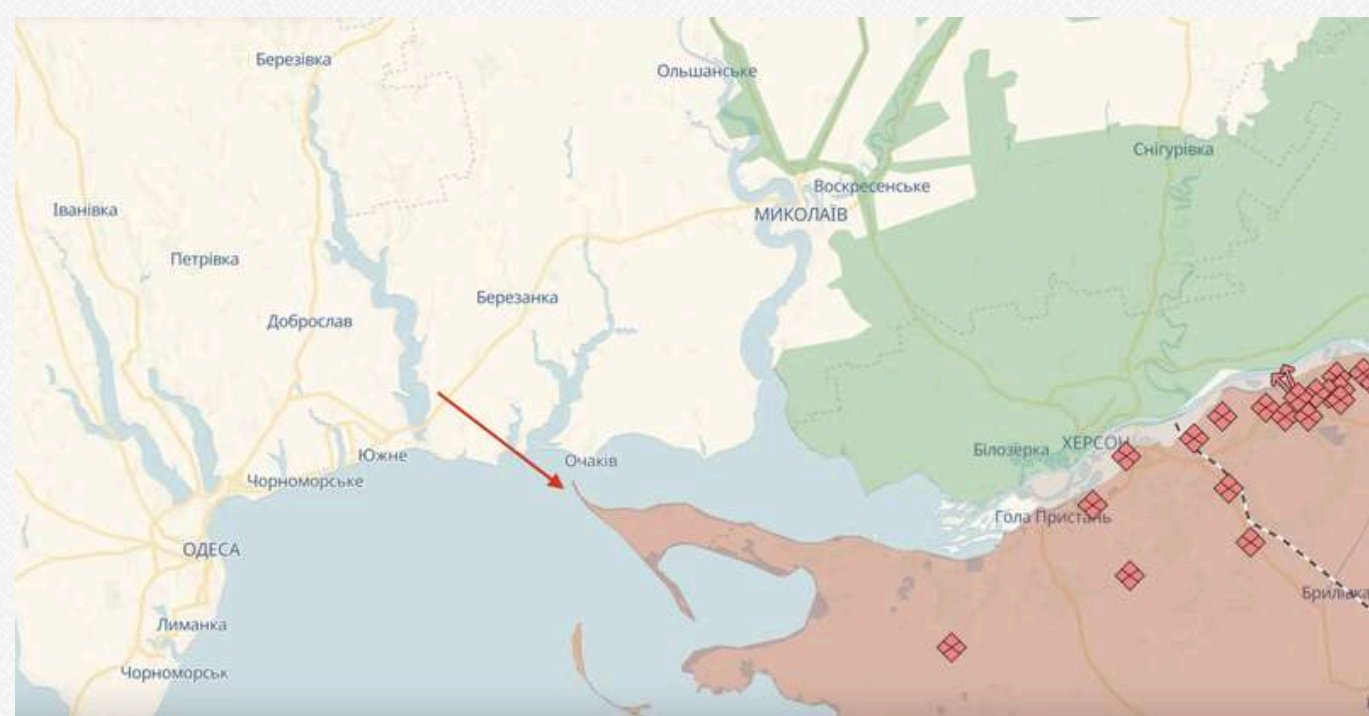 Березівка
Ольшанське
Снігурівка
Воскресенське
Іванівка
МИКОЛАЇВ
Петрівка
Березанка
Доброслав
ХЕРСОН
Білозерка
Южне
Очаків
Чорноморське
Гола Пристань
ОДЕСА
Брилівка
Лиманка
Чорноморськ